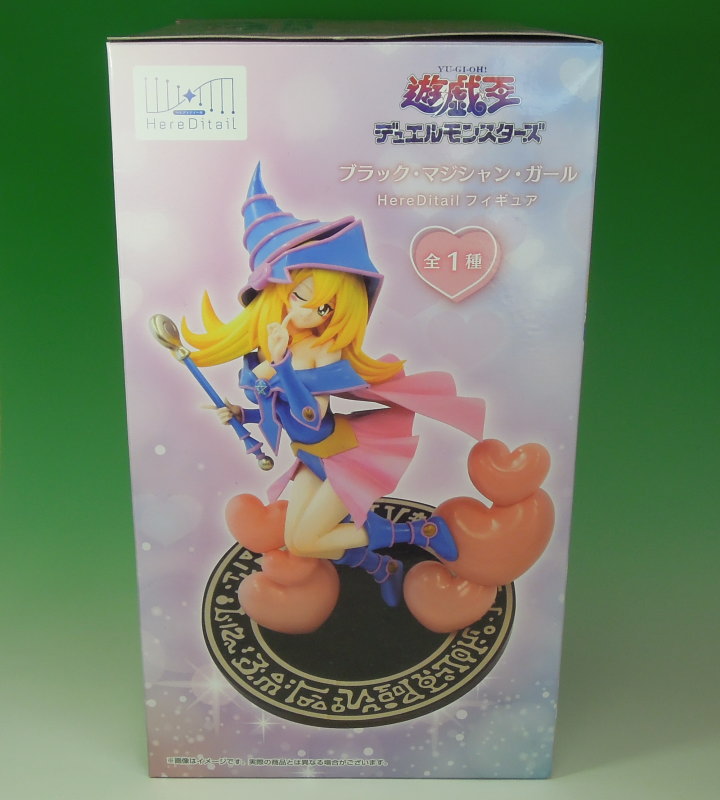 HereDitail
YU-GI-OH!
遊戯王
デュエルモンスターズ
ブラック・マジシャン・ガール
HereDitail フィギュア
全1種
※画像はイメージです。実際の商品とは異なる場合がございます。